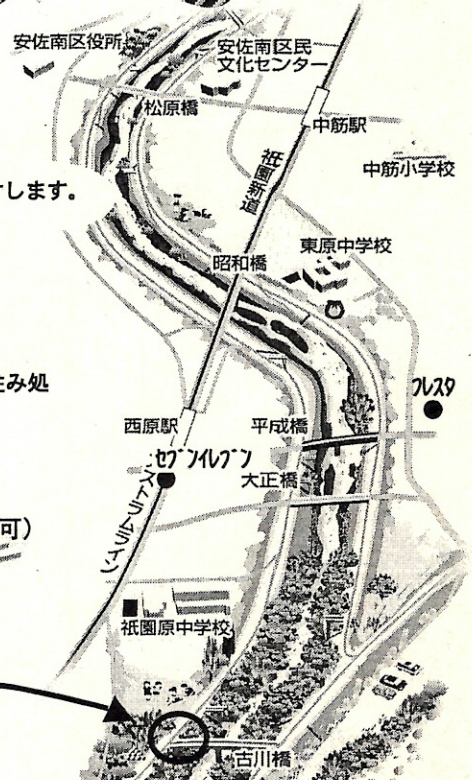 安佐南区役所
安佐南区民
文化センター
松原橋
中筋駅
祇園新道
中筋小学校
します。
東原中学校
昭和橋
み処
フレスタ
西原駅
平成橋
セブンイレブン
大正橋
ストラムライン
可)
祇園原中学校
古川橋